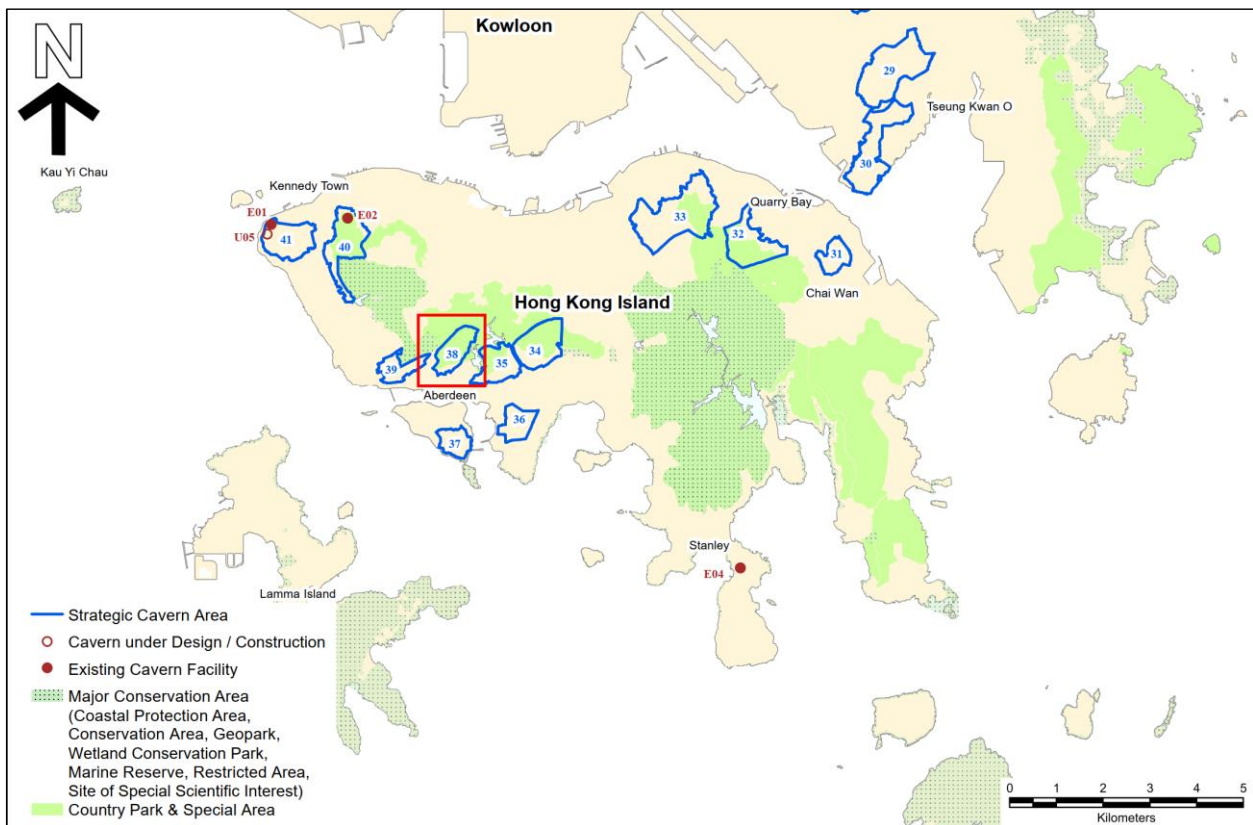 N
Kowloon
29
Tseung Kwan O
30
Kau Yi Chau
Kennedy Town
E01
E02
U05
41
40
33
Quarry Bay
32
31
Chai Wan
Hong Kong Island
38
39
35
34
Aberdeen
36
37
Stanley
E04
Lamma Island
Strategic Cavern Area
Cavern under Design / Construction
Existing Cavern Facility
Major Conservation Area
(Coastal Protection Area,
Conservation Area, Geopark,
Wetland Conservation Park,
Marine Reserve, Restricted Area,
Site of Special Scientific Interest)
Country Park & Special Area
0 1 2 3 4 5
Kilometers